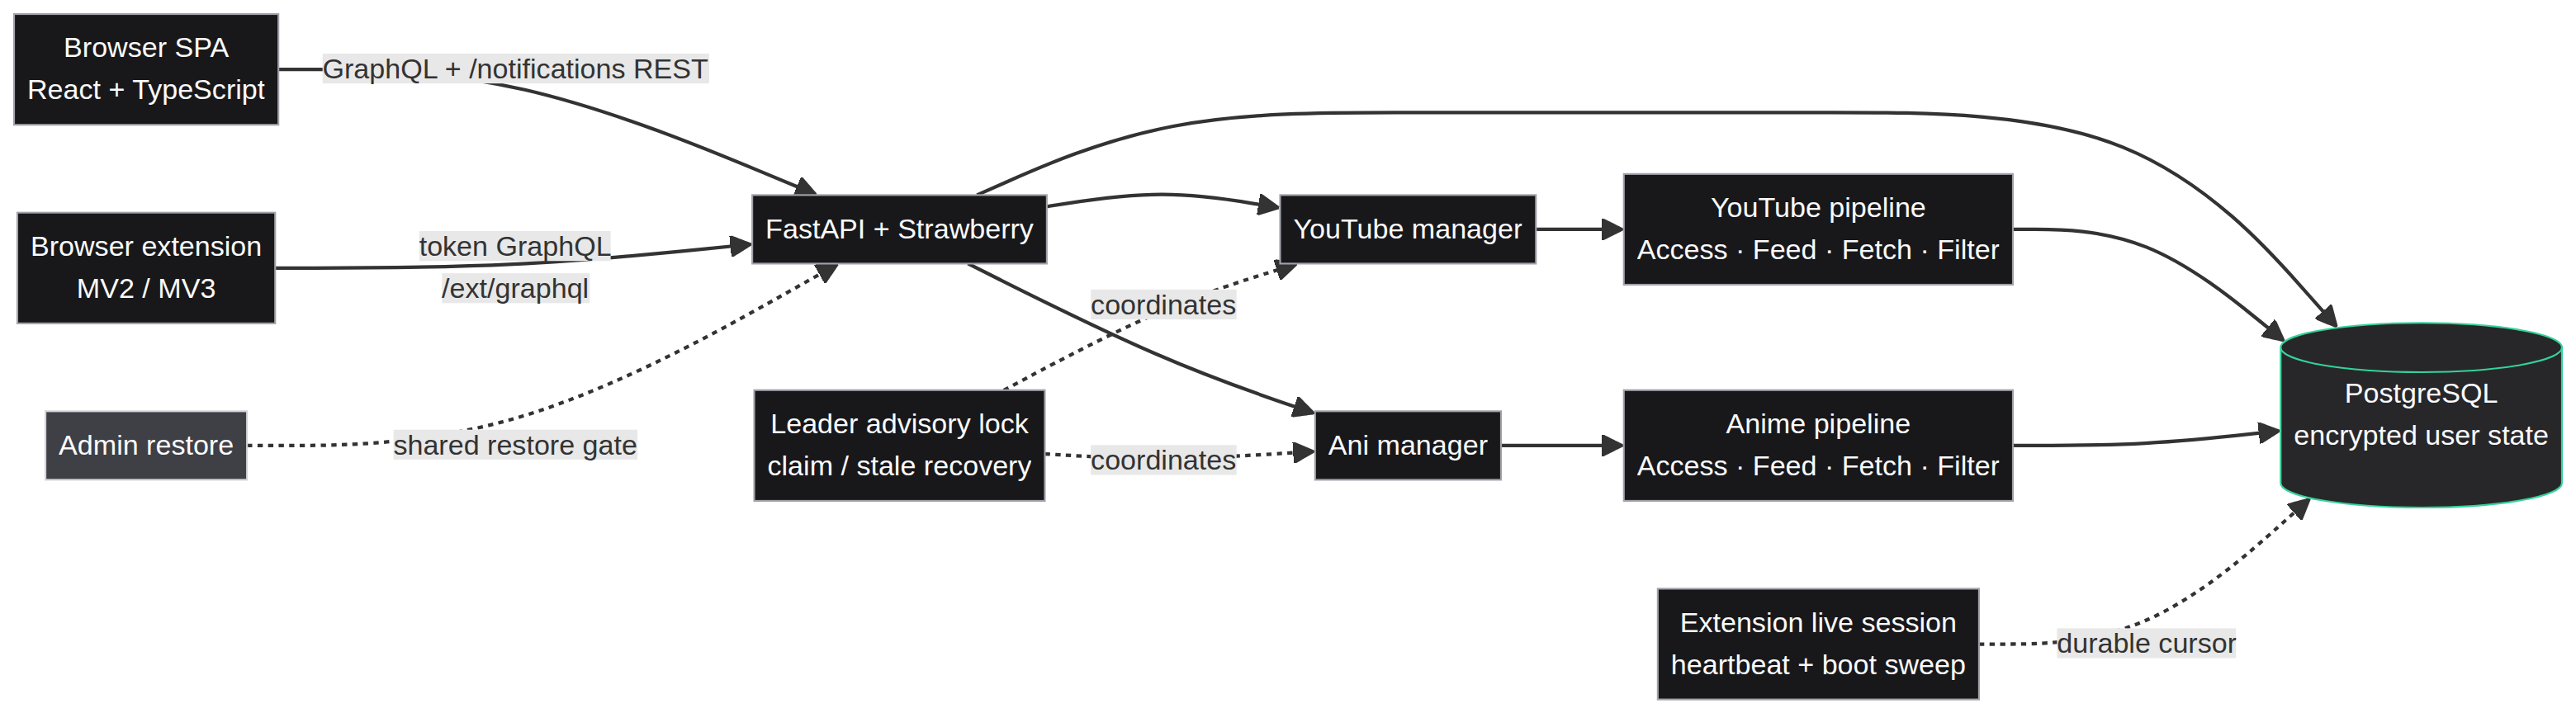 Browser SPA
React + TypeScript
GraphQL + /notifications REST
Browser extension
MV2 / MV3
token GraphQL
/ext/graphql
Admin restore
shared restore gate
FastAPI + Strawberry
Leader advisory lock
claim / stale recovery
coordinates
coordinates
YouTube manager
Ani manager
YouTube pipeline
Access · Feed · Fetch · Filter
Anime pipeline
Access · Feed · Fetch · Filter
Extension live session
heartbeat + boot sweep
durable cursor
PostgreSQL
encrypted user state